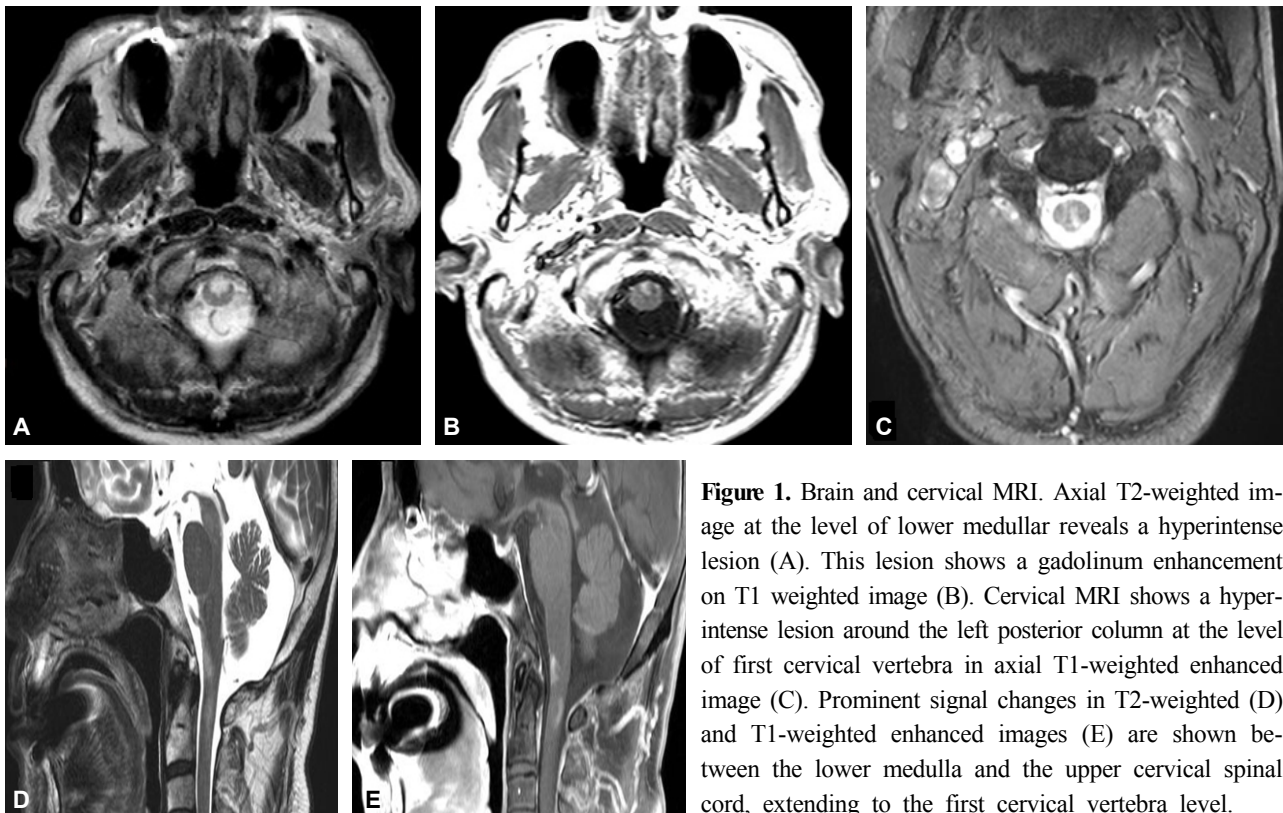 A
B
C
D
E
Figure 1. Brain and cervical MRI. Axial T2-weighted im-
age at the level of lower medullar reveals a hyperintense
lesion (A). This lesion shows a gadolinum enhancement
on T1 weighted image (B). Cervical MRI shows a hyper-
intense lesion around the left posterior column at the level
of first cervical vertebra in axial T1-weighted enhanced
image (C). Prominent signal changes in T2-weighted (D)
and T1-weighted enhanced images (E) are shown be-
tween the lower medulla and the upper cervical spinal
cord, extending to the first cervical vertebra level.